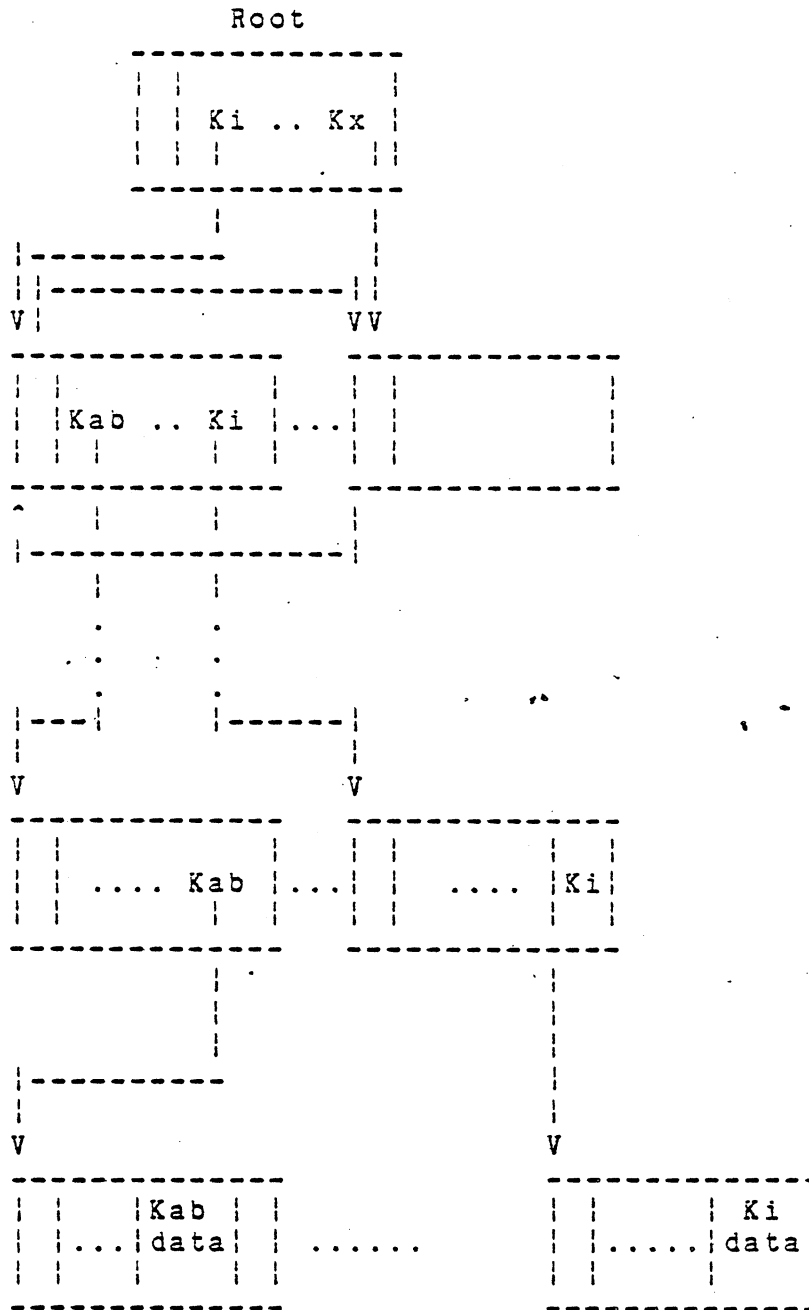 Root
Ki .. Kx
V V V
Kab .. Ki ...
V V
.... Kab ... .... Ki
V V
Kab Ki
... data ...... ..... data